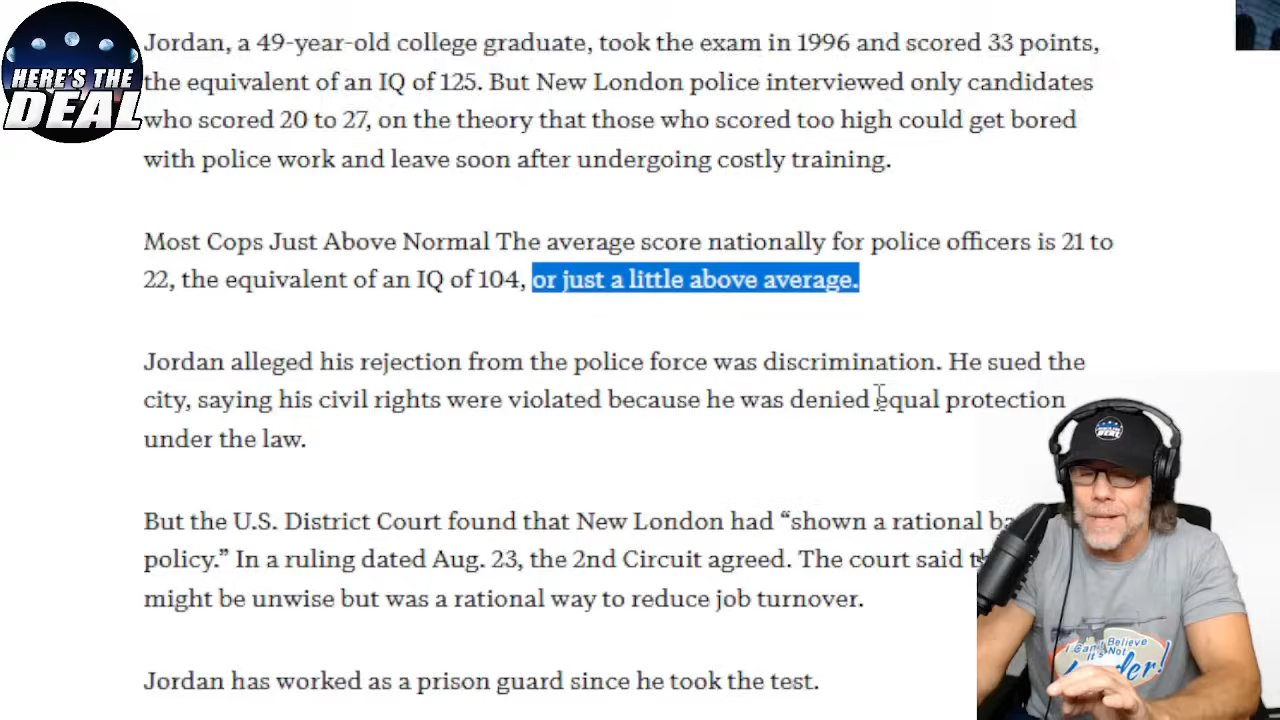 HERE'S THE
DEAL
Jordan, a 49-year-old college graduate, took the exam in 1996 and scored 33 points,
the equivalent of an IQ of 125. But New London police interviewed only candidates
who scored 20 to 27, on the theory that those who scored too high could get bored
with police work and leave soon after undergoing costly training.
Most Cops Just Above Normal The average score nationally for police officers is 21 to
22, the equivalent of an IQ of 104, or just a little above average.
Jordan alleged his rejection from the police force was discrimination. He sued the
city, saying his civil rights were violated because he was denied equal protection
under the law.
But the U.S. District Court found that New London had “shown a rational
policy.” In a ruling dated Aug. 23, the 2nd Circuit agreed. The court said
might be unwise but was a rational way to reduce job turnover.
Jordan has worked as a prison guard since he took the test.
DEAL
I Can't Believe
It's Not